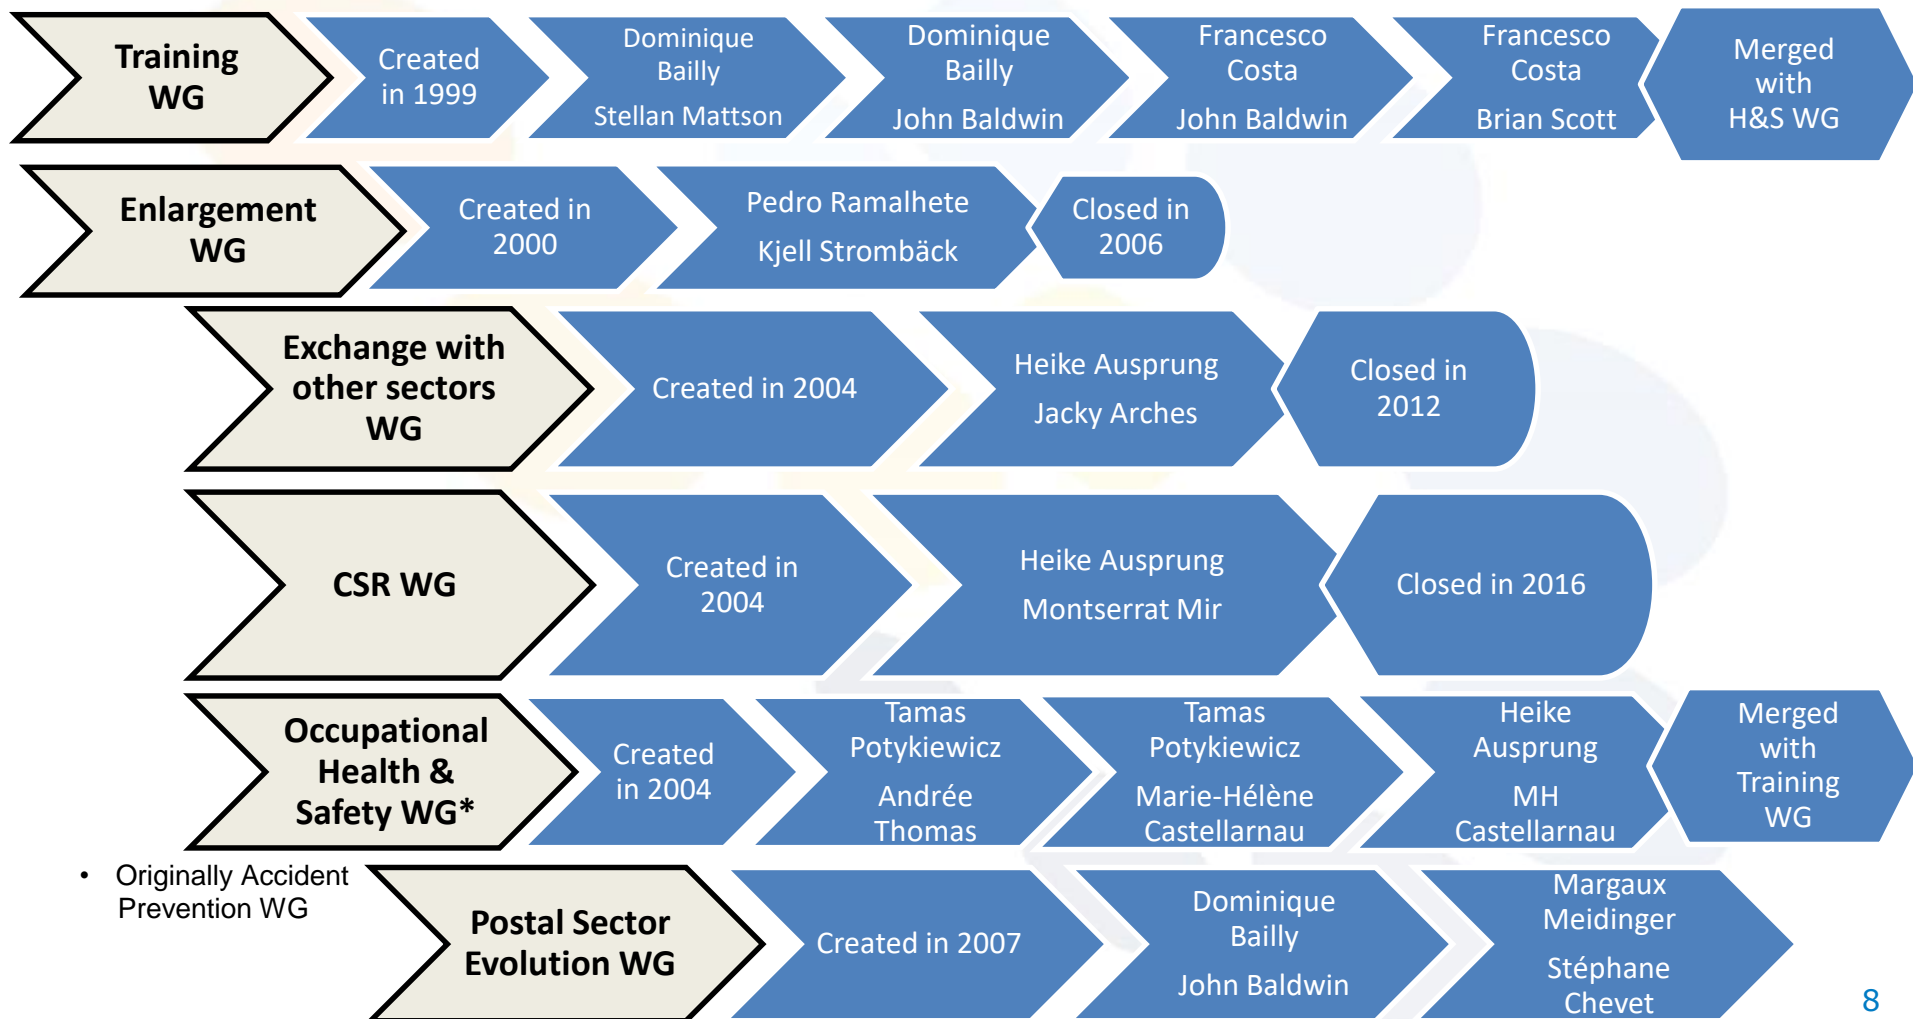 Training
WG
Created
in 1999
Dominique
Bailly
Stellan Mattson
Dominique
Bailly
John Baldwin
Francesco
Costa
John Baldwin
Francesco
Costa
Brian Scott
Merged
with
H&S WG
Enlargement
WG
Created in
2000
Pedro Ramalhete
Kjell Strombäck
Closed in
2006
Exchange with
other sectors
WG
Created in 2004
Heike Ausprung
Jacky Arches
Closed in
2012
CSR WG
Created in
2004
Heike Ausprung
Montserrat Mir
Closed in 2016
Occupational
Health &
Safety WG*
Created
in 2004
Tamas
Potykiewicz
Andrée
Thomas
Tamas
Potykiewicz
Marie-Hélène
Castellarnau
Heike
Ausprung
MH
Castellarnau
Merged
with
Training
WG
• Originally Accident
Prevention WG
Postal Sector
Evolution WG
Created in 2007
Dominique
Bailly
John Baldwin
Margaux
Meidinger
Stéphane
Chevet
8